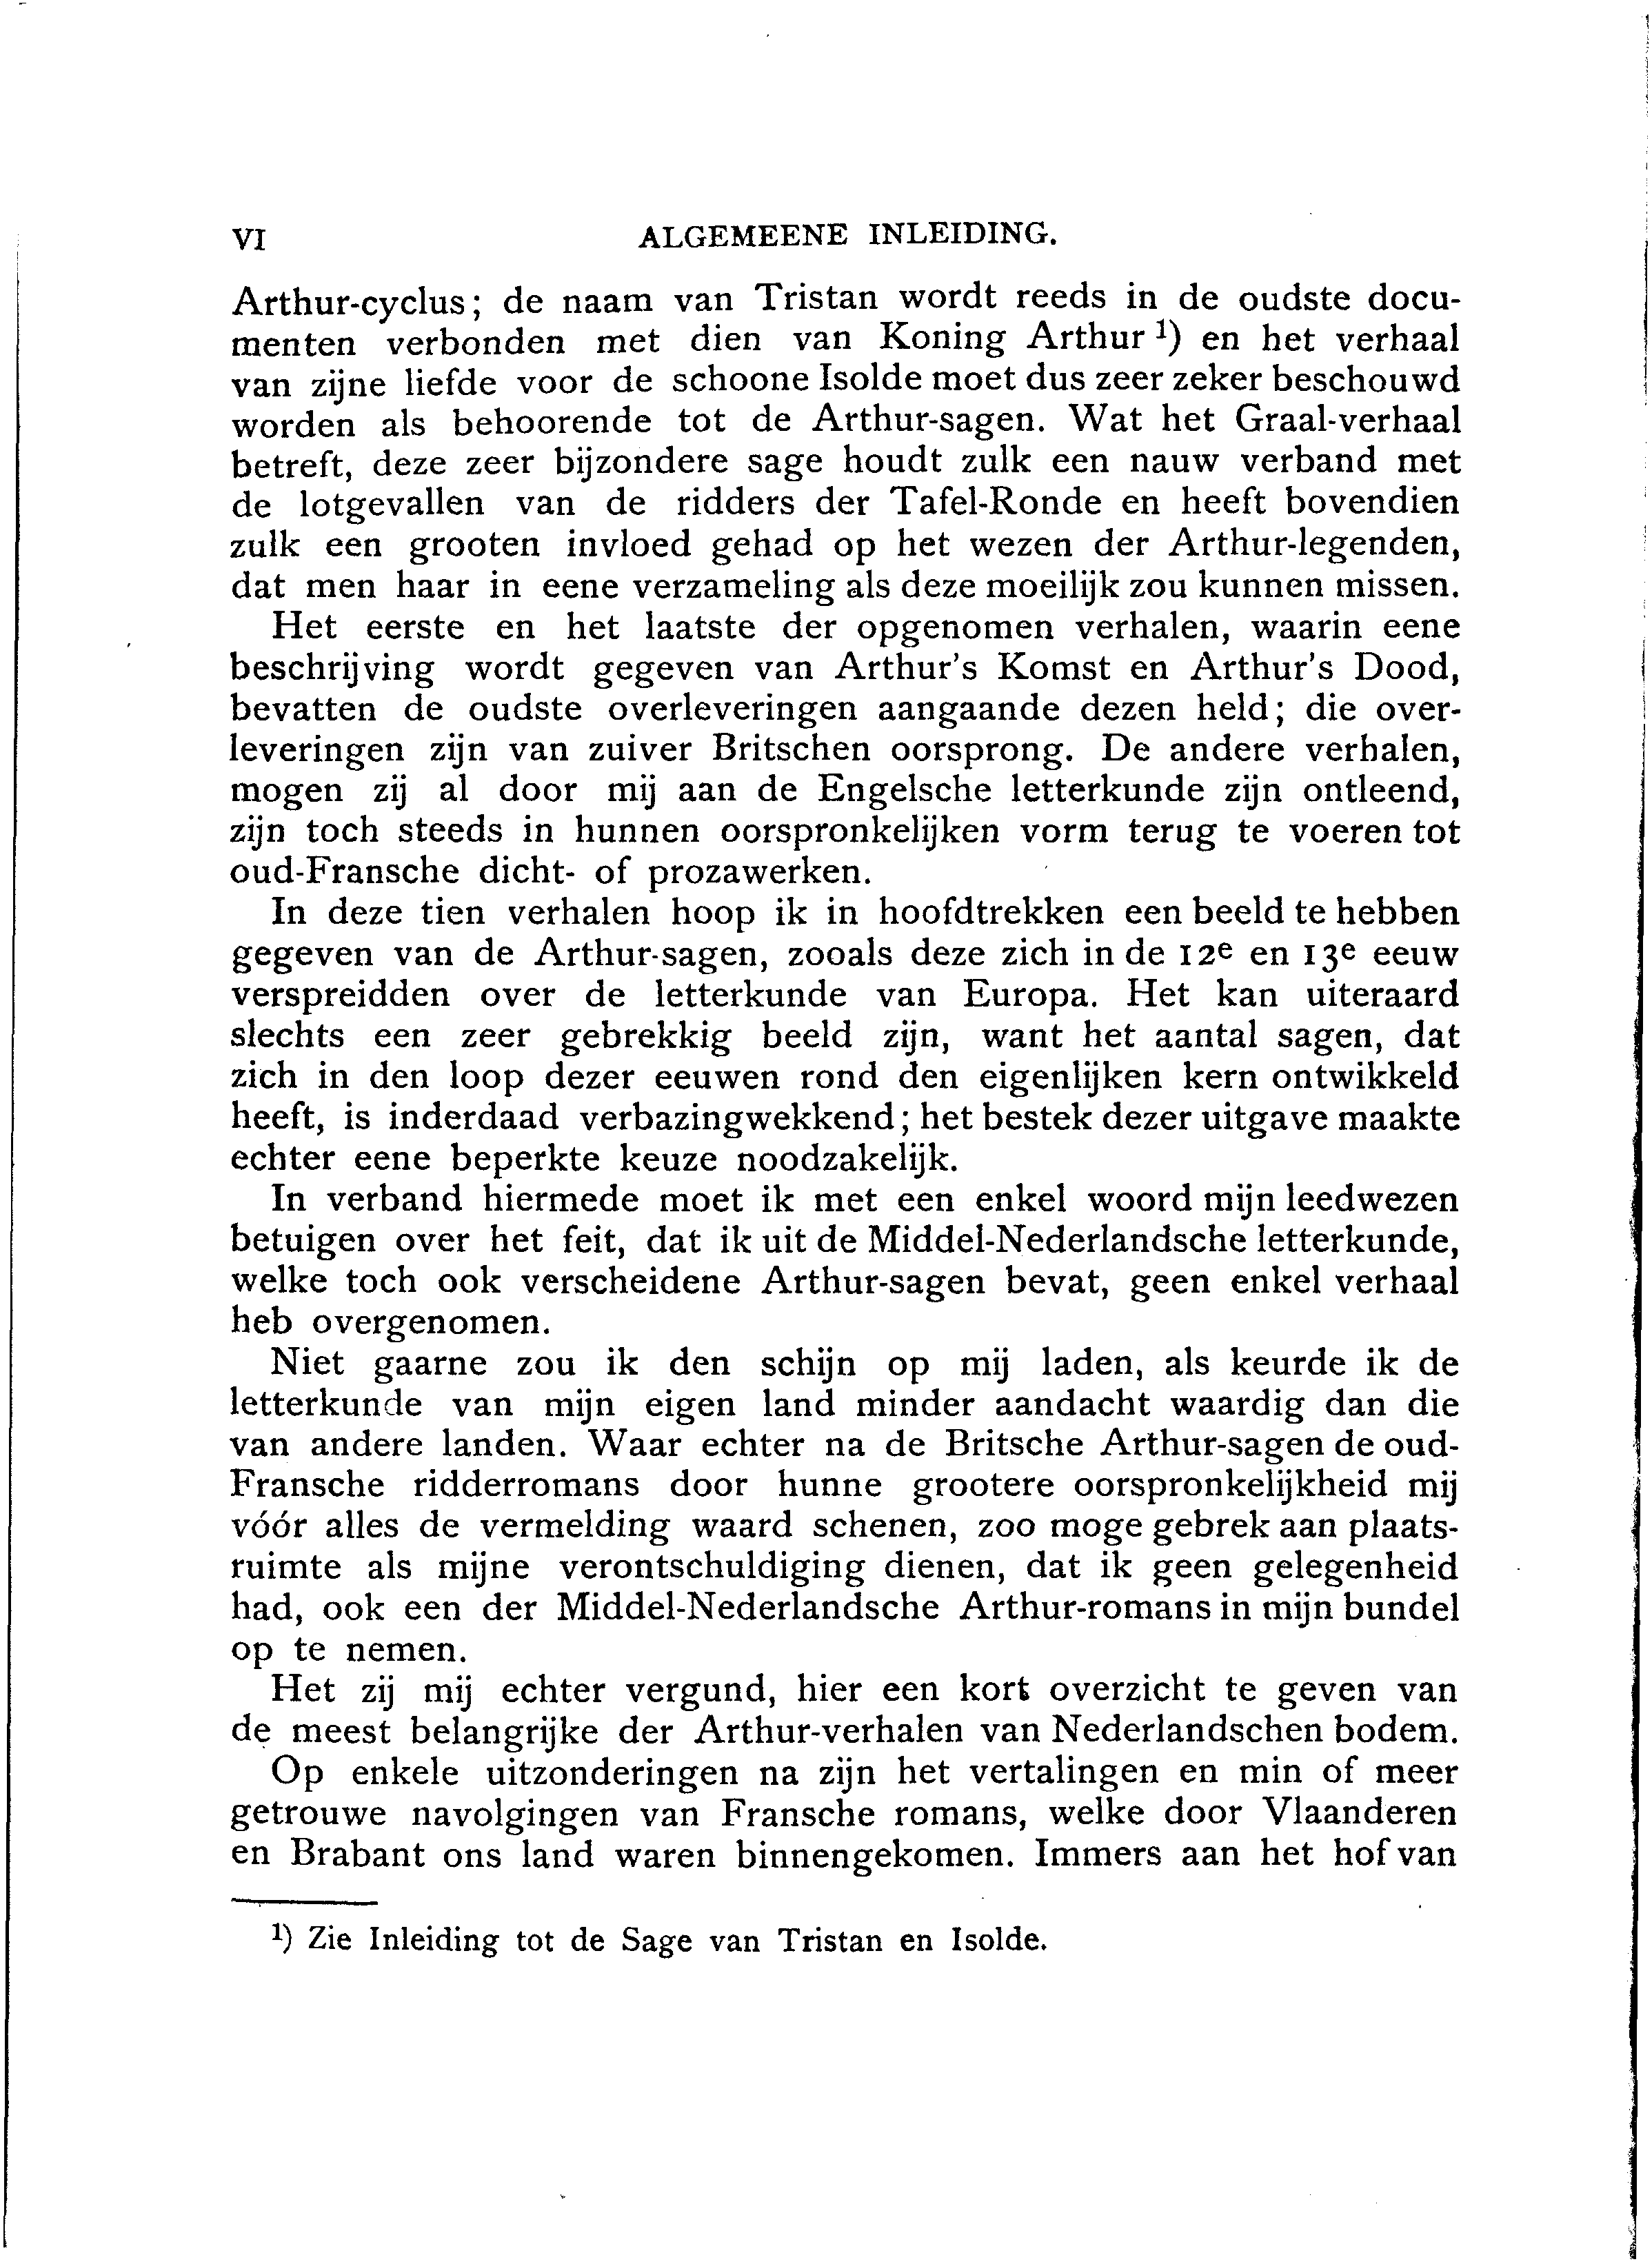 VI ALGEMEENE INLEIDING.
Arthur-cyclus; de naam van Tristan wordt reeds in de oudste docu-
menten verbonden met dien van Koning Arthur ¹) en het verhaal
van zijne liefde voor de schoone Isolde moet dus zeer zeker beschouwd
worden als behoorende tot de Arthur-sagen. Wat het Graal-verhaal
betreft, deze zeer bijzondere sage houdt zulk een nauw verband met
de lotgevallen van de ridders der Tafel-Ronde en heeft bovendien
zulk een grooten invloed gehad op het wezen der Arthur-legenden,
dat men haar in eene verzameling als deze moeilijk zou kunnen missen.
Het eerste en het laatste der opgenomen verhalen, waarin eene
beschrijving wordt gegeven van Arthur's Komst en Arthur's Dood,
bevatten de oudste overleveringen aangaande dezen held; die over-
leveringen zijn van zuiver Britschen oorsprong. De andere verhalen,
mogen zij al door mij aan de Engelsche letterkunde zijn ontleend,
zijn toch steeds in hunnen oorspronkelijken vorm terug te voeren tot
oud-Fransche dicht- of prozawerken.
In deze tien verhalen hoop ik in hoofdtrekken een beeld te hebben
gegeven van de Arthur-sagen, zooals deze zich in de 12e en 13e eeuw
verspreidden over de letterkunde van Europa. Het kan uiteraard
slechts een zeer gebrekkig beeld zijn, want het aantal sagen, dat
zich in den loop dezer eeuwen rond den eigenlijken kern ontwikkeld
heeft, is inderdaad verbazingwekkend; het bestek dezer uitgave maakte
echter eene beperkte keuze noodzakelijk.
In verband hiermede moet ik met een enkel woord mijn leedwezen
betuigen over het feit, dat ik uit de Middel-Nederlandsche letterkunde,
welke toch ook verscheidene Arthur-sagen bevat, geen enkel verhaal
heb overgenomen.
Niet gaarne zou ik den schijn op mij laden, als keurde ik de
letterkunde van mijn eigen land minder aandacht waardig dan die
van andere landen. Waar echter na de Britsche Arthur-sagen de oud-
Fransche ridderromans door hunne grootere oorspronkelijkheid mij
vóór alles de vermelding waard schenen, zoo moge gebrek aan plaats-
ruimte als mijne verontschuldiging dienen, dat ik geen gelegenheid
had, ook een der Middel-Nederlandsche Arthur-romans in mijn bundel
op te nemen.
Het zij mij echter vergund, hier een kort overzicht te geven van
de meest belangrijke der Arthur-verhalen van Nederlandschen bodem.
Op enkele uitzonderingen na zijn het vertalingen en min of meer
getrouwe navolgingen van Fransche romans, welke door Vlaanderen
en Brabant ons land waren binnengekomen. Immers aan het hof van
¹) Zie Inleiding tot de Sage van Tristan en Isolde.